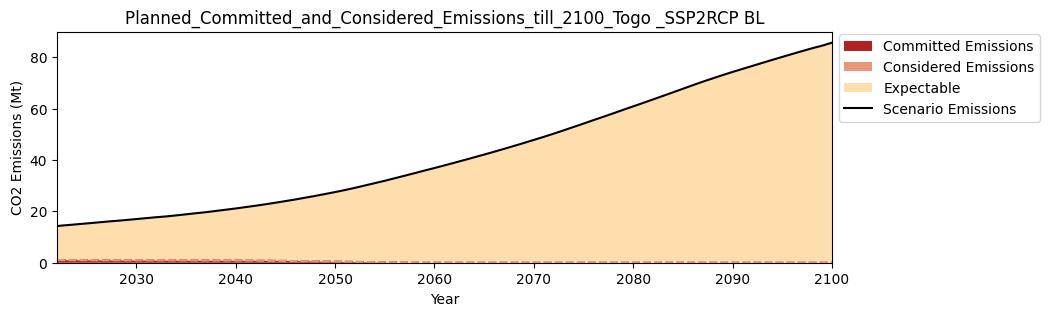 Planned_Committed_and_Considered_Emissions_till_2100_Togo _SSP2RCP BL
CO2 Emissions (Mt)
80
60
40
20
0
2030 2040 2050 2060 2070 2080 2090 2100
Year
Committed Emissions
Considered Emissions
Expectable
Scenario Emissions